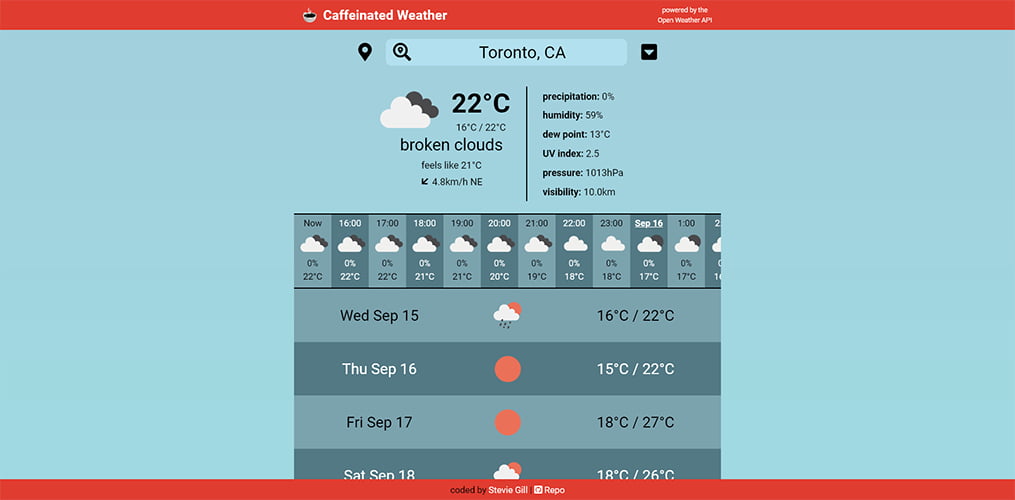 Caffeinated Weather
powered by the
Open Weather API
Toronto, CA
22°C
16°C / 22°C
broken clouds
feels like 21°C
4.8km/h NE
precipitation: 0%
humidity: 59%
dew point: 13°C
UV index: 2.5
pressure: 1013hPa
visibility: 10.0km
Now 16:00 17:00 18:00 19:00 20:00 21:00 22:00 23:00 Sep 16 1:00
0% 0% 0% 0% 0% 0% 0% 0% 0% 0% 0%
22°C 22°C 22°C 21°C 21°C 20°C 19°C 18°C 18°C 17°C 17°C
Wed Sep 15 16°C / 22°C
Thu Sep 16 15°C / 22°C
Fri Sep 17 18°C / 27°C
Sat Sep 18 18°C / 26°C
coded by Stevie Gill | Repo